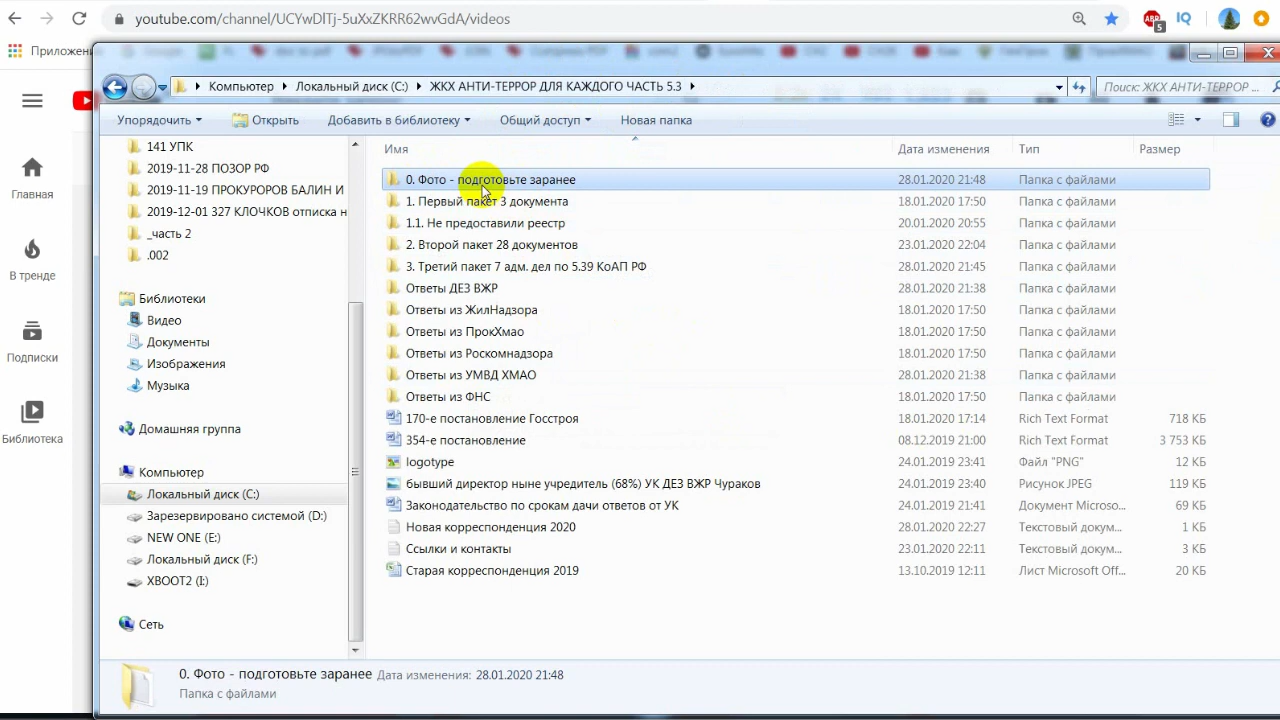 youtube.com/channel/UCYwDlTj-5uXxZKRR62wvGdA/videos
ABP
5
IQ
Приложени
Компьютер
Локальный диск (C:)
ЖКХ АНТИ-ТЕРРОР ДЛЯ КАЖДОГО ЧАСТЬ 5.3
Поиск: ЖКХ АНТИ-ТЕРРОР ...
Упорядочить
Открыть
Добавить в библиотеку
Общий доступ
Новая папка
Главная
В тренде
Подписки
Библиотека
141 УПК
2019-11-28 ПОЗОР РФ
2019-11-19 ПРОКУРОРОВ БАЛИН И
2019-12-01 327 КЛОЧКОВ отписка н
_часть 2
.002
Библиотеки
Видео
Документы
Изображения
Музыка
Домашняя группа
Компьютер
Локальный диск (C:)
Зарезервировано системой (D:)
NEW ONE (E:)
Локальный диск (F:)
XBOOT2 (I:)
Сеть
Имя Дата изменения Тип Размер
0. Фото - подготовьте заранее 28.01.2020 21:48 Папка с файлами
1. Первый пакет 3 документа 18.01.2020 17:50 Папка с файлами
1.1. Не предоставили реестр 20.01.2020 20:55 Папка с файлами
2. Второй пакет 28 документов 23.01.2020 22:04 Папка с файлами
3. Третий пакет 7 адм. дел по 5.39 КоАП РФ 28.01.2020 21:45 Папка с файлами
Ответы ДЕЗ ВЖР 28.01.2020 21:38 Папка с файлами
Ответы из ЖилНадзора 18.01.2020 17:50 Папка с файлами
Ответы из ПрокХмао 18.01.2020 17:50 Папка с файлами
Ответы из Роскомнадзора 18.01.2020 17:50 Папка с файлами
Ответы из УМВД ХМАО 28.01.2020 21:38 Папка с файлами
Ответы из ФНС 18.01.2020 17:50 Папка с файлами
170-е постановление Госстроя 18.01.2020 17:14 Rich Text Format 718 КБ
354-е постановление 08.12.2019 21:00 Rich Text Format 3 753 КБ
logotype 24.01.2019 23:41 Файл "PNG" 12 КБ
бывший директор ныне учредитель (68%) УК ДЕЗ ВЖР Чураков 24.01.2019 23:40 Рисунок JPEG 119 КБ
Законодательство по срокам дачи ответов от УК 24.01.2019 21:41 Документ Microso... 69 КБ
Новая корреспонденция 2020 28.01.2020 22:27 Текстовый докум... 1 КБ
Ссылки и контакты 23.01.2020 22:11 Текстовый докум... 3 КБ
Старая корреспонденция 2019 13.10.2019 12:11 Лист Microsoft Off... 20 КБ
0. Фото - подготовьте заранее Дата изменения: 28.01.2020 21:48
Папка с файлами